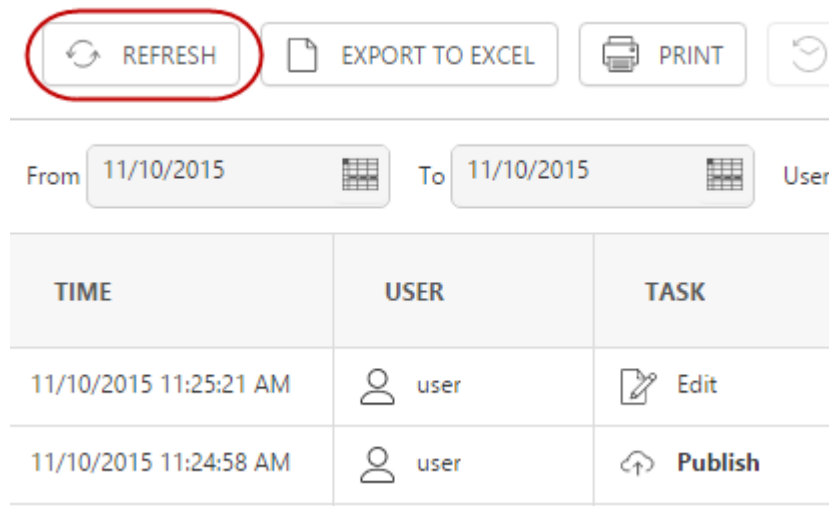 REFRESH EXPORT TO EXCEL PRINT
From 11/10/2015 To 11/10/2015 User
TIME USER TASK
11/10/2015 11:25:21 AM user Edit
11/10/2015 11:24:58 AM user Publish